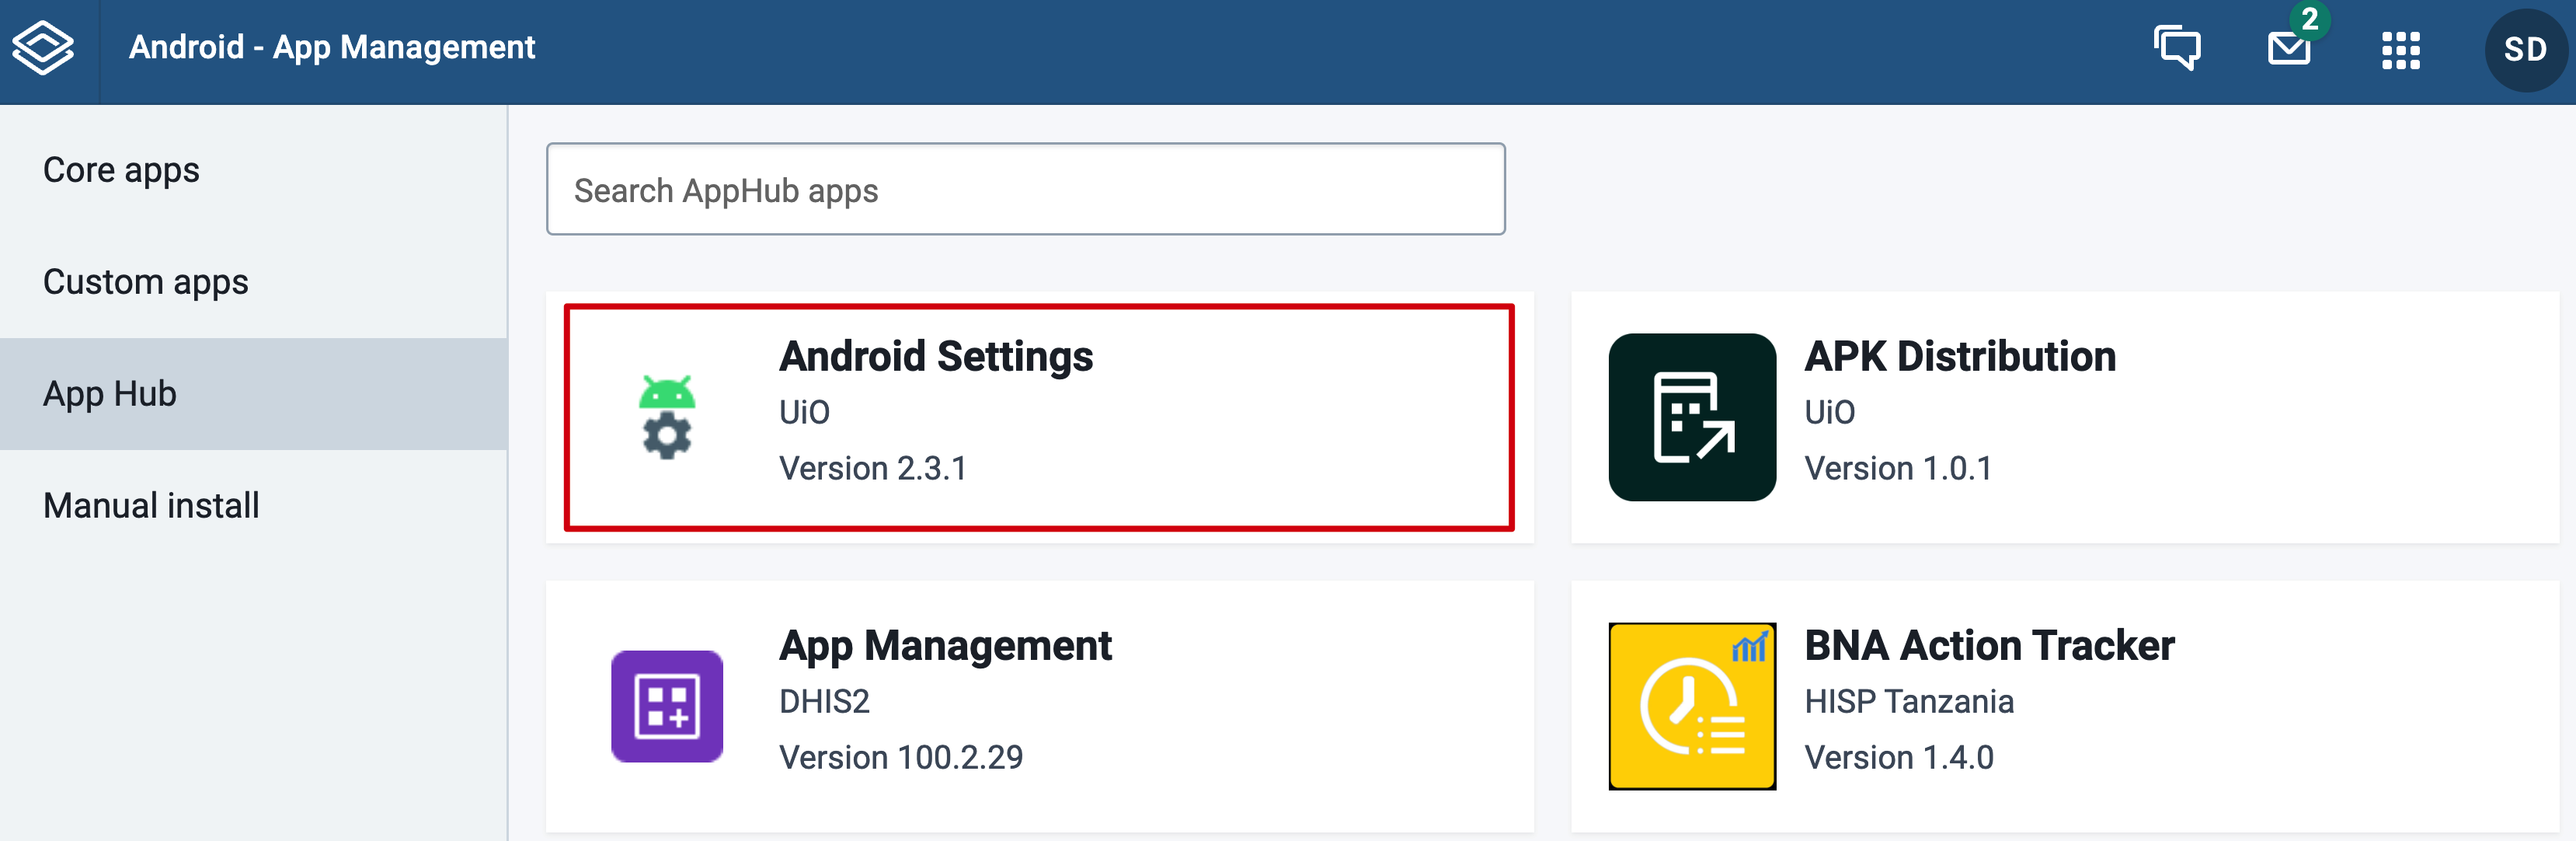 Android - App Management
2
SD
Core apps
Custom apps
App Hub
Manual install
Search AppHub apps
Android Settings
UiO
Version 2.3.1
APK Distribution
UiO
Version 1.0.1
App Management
DHIS2
Version 100.2.29
BNA Action Tracker
HISP Tanzania
Version 1.4.0